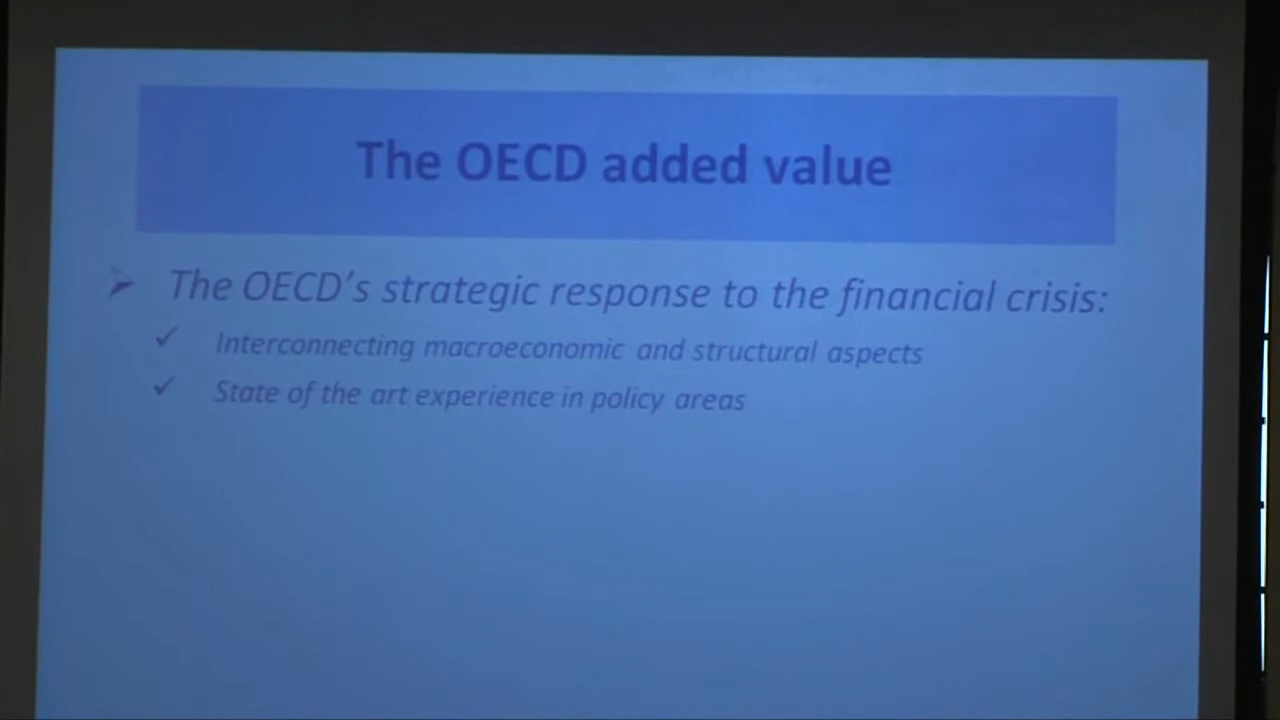 The OECD added value
The OECD's strategic response to the financial crisis:
Interconnecting macroeconomic and structural aspects
State of the art experience in policy areas